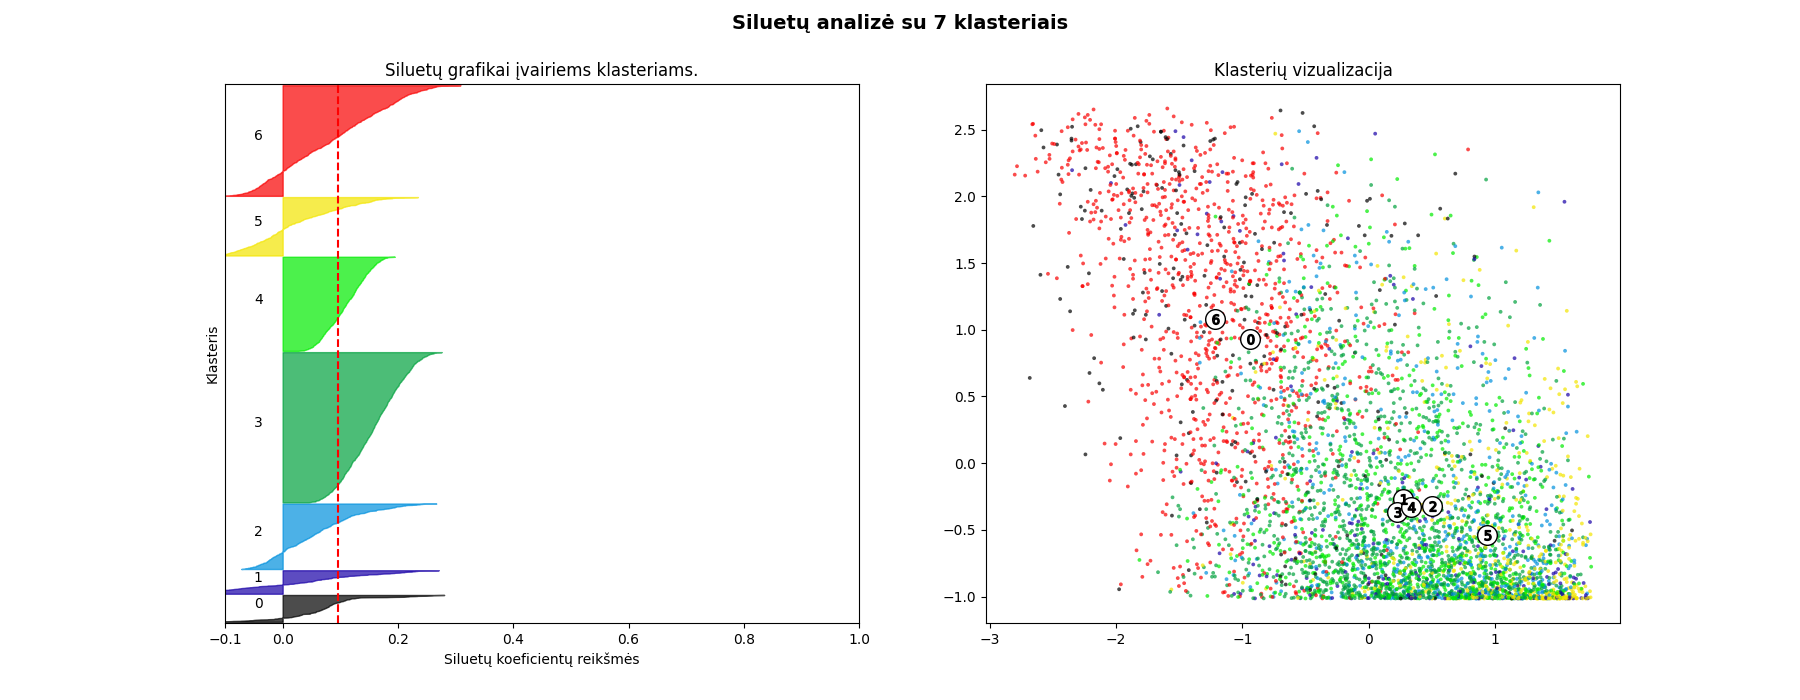 Siluetų analizė su 7 klasteriais
Siluetų grafikai įvairiems klasteriams.
Klasteris
6
5
4
3
2
1
0
−0.1 0.0 0.2 0.4 0.6 0.8 1.0
Siluetų koeficientų reikšmės
Klasterių vizualizacija
2.5
2.0
1.5
1.0
0.5
0.0
−0.5
−1.0
6
0
1
3 4 2
5
−3 −2 −1 0 1